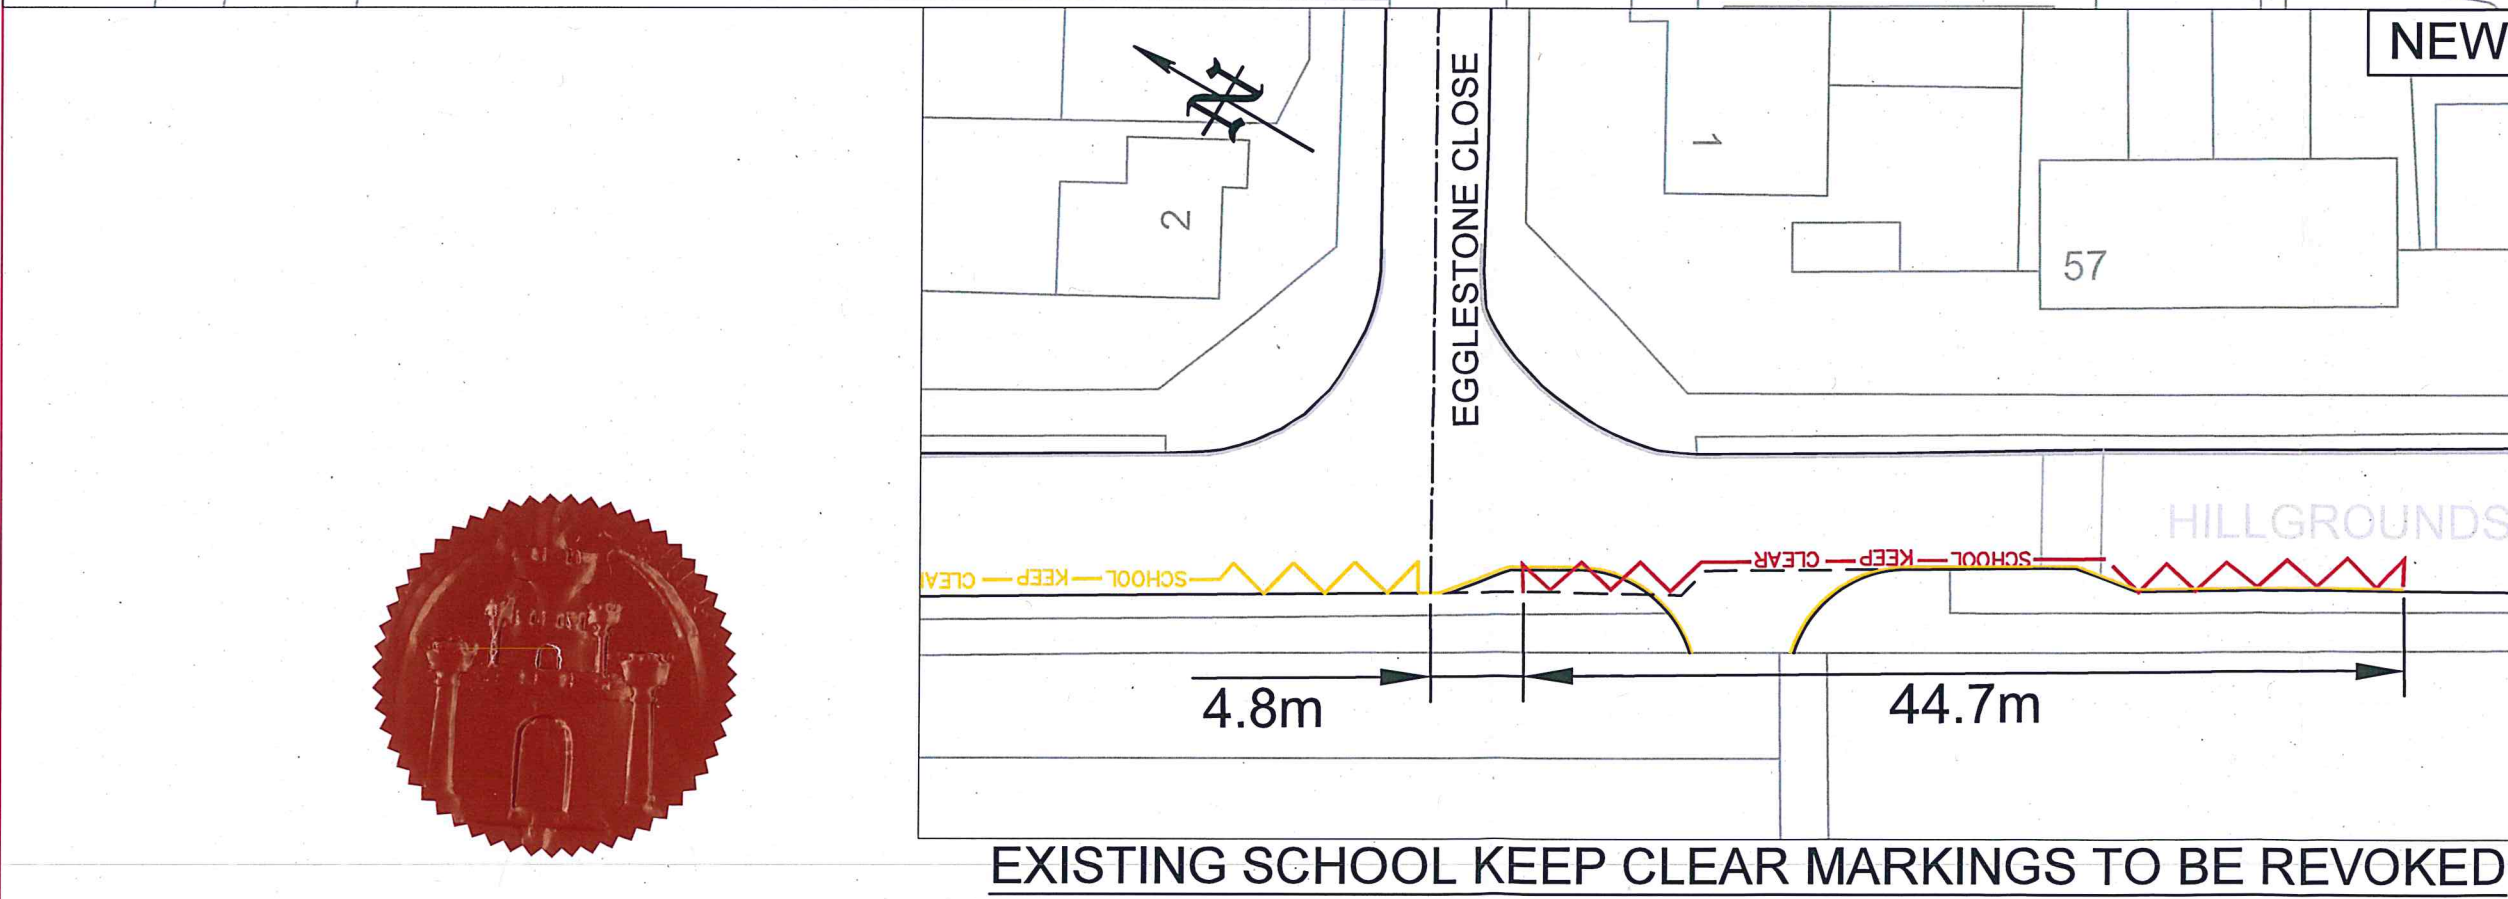 NEW
N
EGGLESTONE CLOSE
2
1
57
HILLGROUNDS
SCHOOL KEEP CLEAR
SCHOOL KEEP CLEAR
4.8m
44.7m
EXISTING SCHOOL KEEP CLEAR MARKINGS TO BE REVOKED